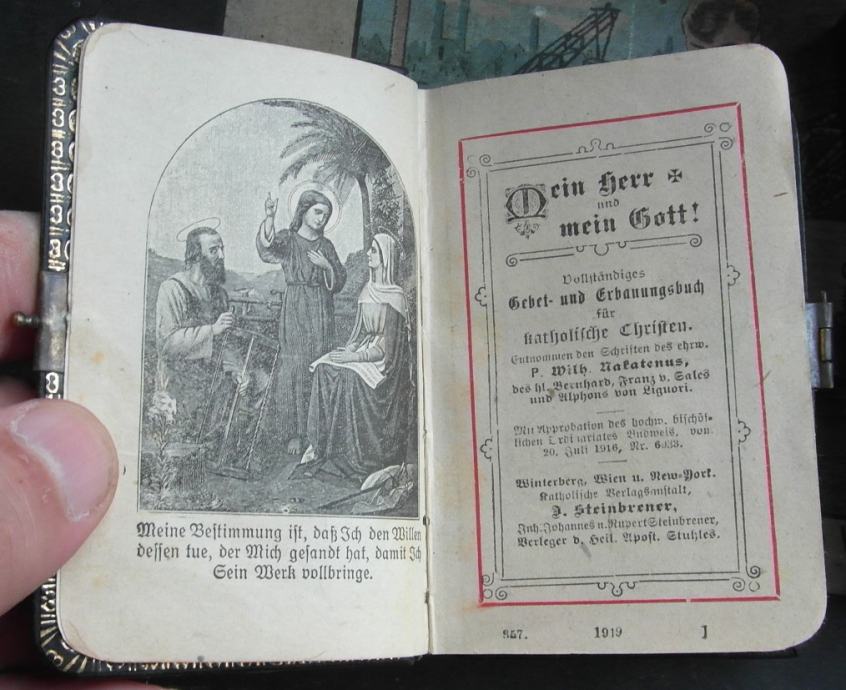 Meine Bestimmung ist, daß Ich den Willen
dessen tue, der Mich gesandt hat, damit Ich
Sein Werk vollbringe.
Mein Herr
und
mein Gott!
Vollständiges
Gebet- und Erbauungsbuch
für
katholische Christen.
Entnommen den Schriften des ehrw.
P. Wilh. Nakatenus,
des hl. Bernhard, Franz v. Sales
und Alphons von Liguori.
Mit Approbation des hochw. bischöf-
lichen Ordinariates Budweis, vom
20. Juli 1916, Nr. 6933.
Winterberg, Wien u. New-York.
Katholische Verlagsanstalt,
J. Steinbrener,
Inh. Johannes u. Rupert Steinbrener,
Verleger d. Heil. Apost. Stuhles.
357. 1919 1